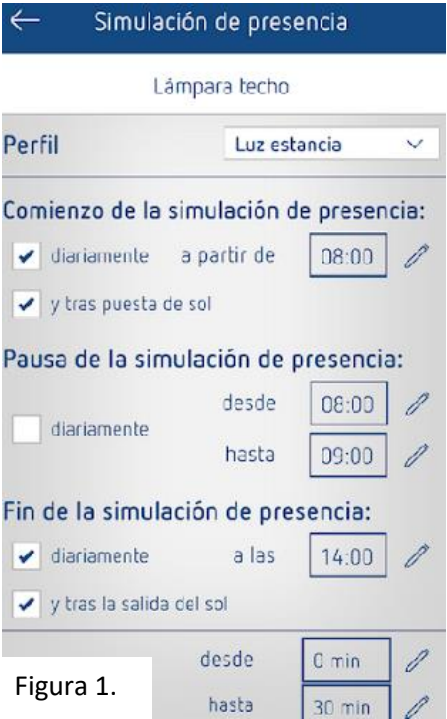 Simulación de presencia
Lámpara techo
Perfil Luz estancia
Comienzo de la simulación de presencia:
diariamente a partir de 08:00
y tras puesta de sol
Pausa de la simulación de presencia:
desde 08:00
diariamente
hasta 09:00
Fin de la simulación de presencia:
diariamente a las 14:00
y tras la salida del sol
desde 0 min
Figura 1.
hasta 30 min